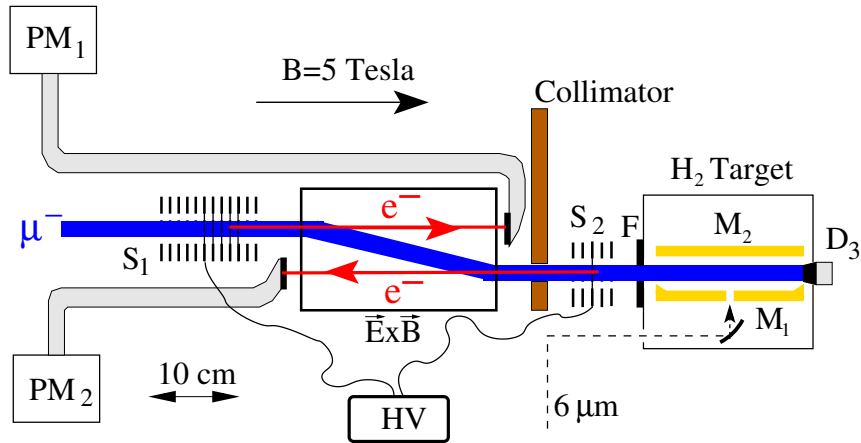 PM1
B=5 Tesla
Collimator
H2 Target
μ−
e−
S1
S2
F
M2
D3
e−
M1
ExB
PM2
10 cm
HV
6 μm